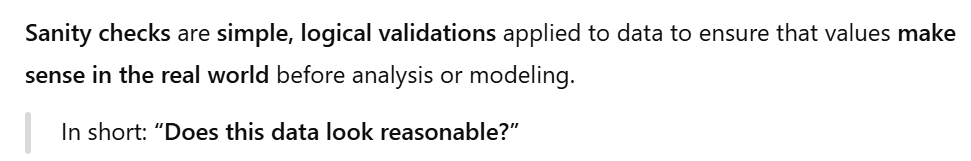 Sanity checks are simple, logical validations applied to data to ensure that values make
sense in the real world before analysis or modeling.
In short: “Does this data look reasonable?”